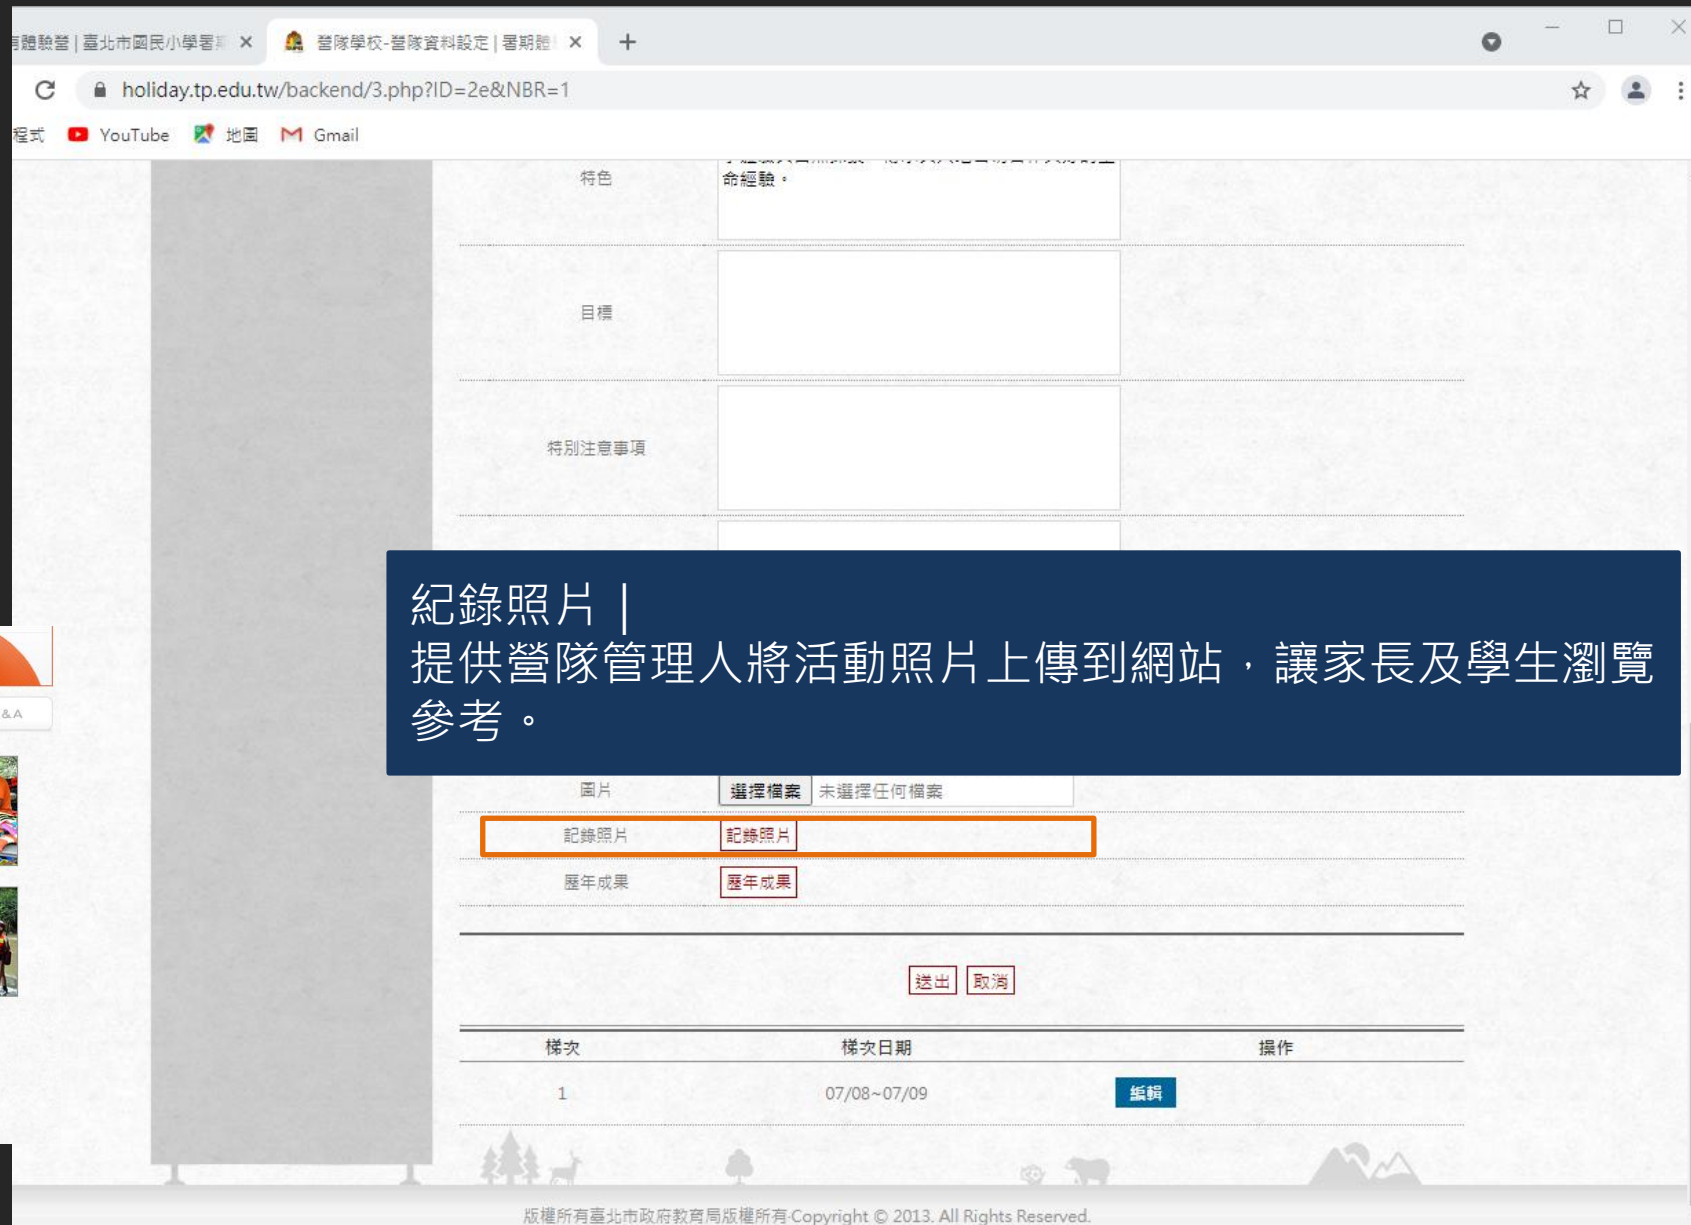 有體驗營 | 臺北市國民小學署
營隊學校-營隊資料設定 | 署期體
holiday.tp.edu.tw/backend/3.php?ID=2e&NBR=1
程式 YouTube 地圖 Gmail
特色
命經驗。
目標
特別注意事項
紀錄照片 |
提供營隊管理人將活動照片上傳到網站，讓家長及學生瀏覽
參考。
&A
圖片 選擇檔案 未選擇任何檔案
記錄照片 記錄照片
歷年成果 歷年成果
送出 取消
梯次 梯次日期 操作
1 07/08~07/09 編輯
版權所有臺北市政府教育局版權所有·Copyright © 2013. All Rights Reserved.